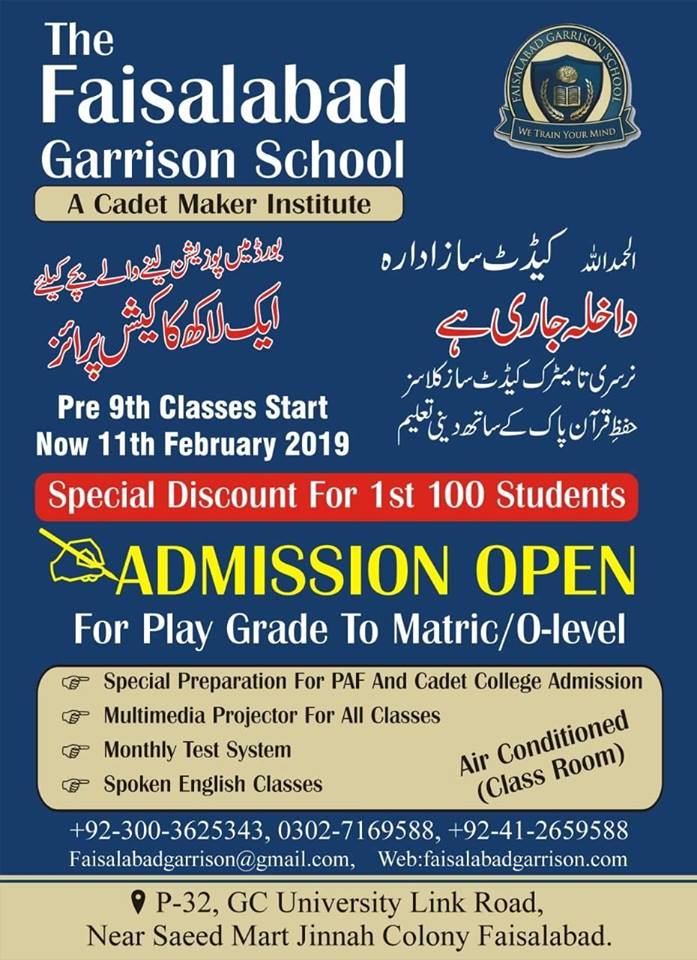 The
Faisalabad
Garrison School
A Cadet Maker Institute
FAISALABAD GARRISON SCHOOL
WE TRAIN YOUR MIND
الحمداللہ کیڈٹ ساز ادارہ
داخلہ جاری ہے
نرسری تا میٹرک کیڈٹ ساز کلاسز
حفظِ قرآن پاک کے ساتھ دینی تعلیم
بورڈ میں پوزیشن لینے والے بچے کیلئے
ایک لاکھ کا کیش پرائز
Pre 9th Classes Start
Now 11th February 2019
Special Discount For 1st 100 Students
ADMISSION OPEN
For Play Grade To Matric/O-level
Special Preparation For PAF And Cadet College Admission
Multimedia Projector For All Classes
Monthly Test System
Spoken English Classes
Air Conditioned
(Class Room)
+92-300-3625343, 0302-7169588, +92-41-2659588
Faisalabadgarrison@gmail.com, Web:faisalabadgarrison.com
P-32, GC University Link Road,
Near Saeed Mart Jinnah Colony Faisalabad.